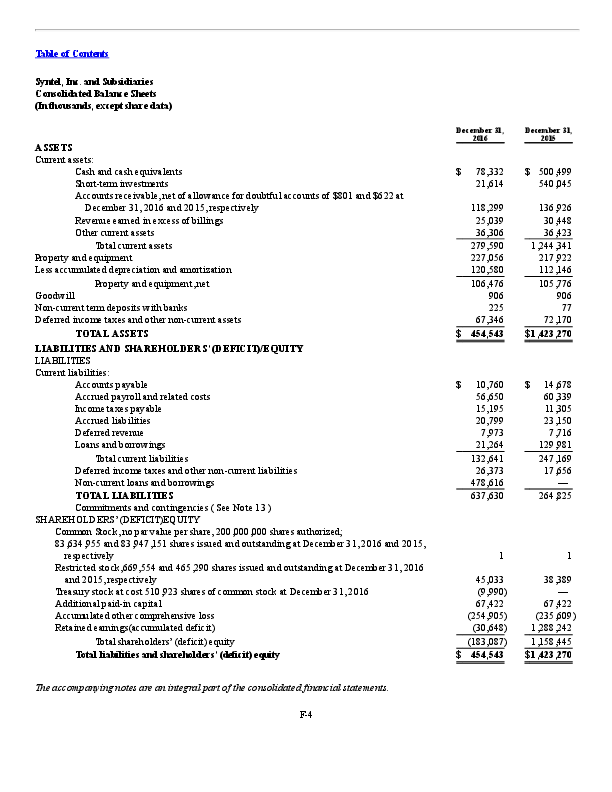 Table of Contents
Syntel, Inc. and Subsidiaries
Consolidated Balance Sheets
(In thousands, except share data)
December 31, 2016 December 31, 2015
ASSETS
Current assets:
Cash and cash equivalents $ 78,332 $ 500,499
Short-term investments 21,614 540,045
Accounts receivable, net of allowance for doubtful accounts of $801 and $622 at
December 31, 2016 and 2015, respectively 118,299 136,926
Revenue earned in excess of billings 25,039 30,448
Other current assets 36,306 36,423
Total current assets 279,590 1,244,341
Property and equipment 227,056 217,922
Less accumulated depreciation and amortization 120,580 112,146
Property and equipment, net 106,476 105,776
Goodwill 906 906
Non-current term deposits with banks 225 77
Deferred income taxes and other non-current assets 67,346 72,170
TOTAL ASSETS $ 454,543 $1,423,270
LIABILITIES AND SHAREHOLDERS' (DEFICIT)/EQUITY
LIABILITIES
Current liabilities:
Accounts payable $ 10,760 $ 14,678
Accrued payroll and related costs 56,650 60,339
Income taxes payable 15,195 11,305
Accrued liabilities 20,799 23,150
Deferred revenue 7,973 7,716
Loans and borrowings 21,264 129,981
Total current liabilities 132,641 247,169
Deferred income taxes and other non-current liabilities 26,373 17,656
Non-current loans and borrowings 478,616 —
TOTAL LIABILITIES 637,630 264,825
Commitments and contingencies ( See Note 13 )
SHAREHOLDERS' (DEFICIT)EQUITY
Common Stock, no par value per share, 200,000,000 shares authorized;
83,634,955 and 83,947,151 shares issued and outstanding at December 31, 2016 and 2015,
respectively 1 1
Restricted stock, 669,554 and 465,290 shares issued and outstanding at December 31, 2016
and 2015, respectively 45,033 38,389
Treasury stock at cost 510,923 shares of common stock at December 31, 2016 (9,990) —
Additional paid-in capital 67,422 67,422
Accumulated other comprehensive loss (254,905) (235,609)
Retained earnings(accumulated deficit) (30,648) 1,288,242
Total shareholders' (deficit) equity (183,087) 1,158,445
Total liabilities and shareholders' (deficit) equity $ 454,543 $1,423,270
The accompanying notes are an integral part of the consolidated financial statements.
F-4